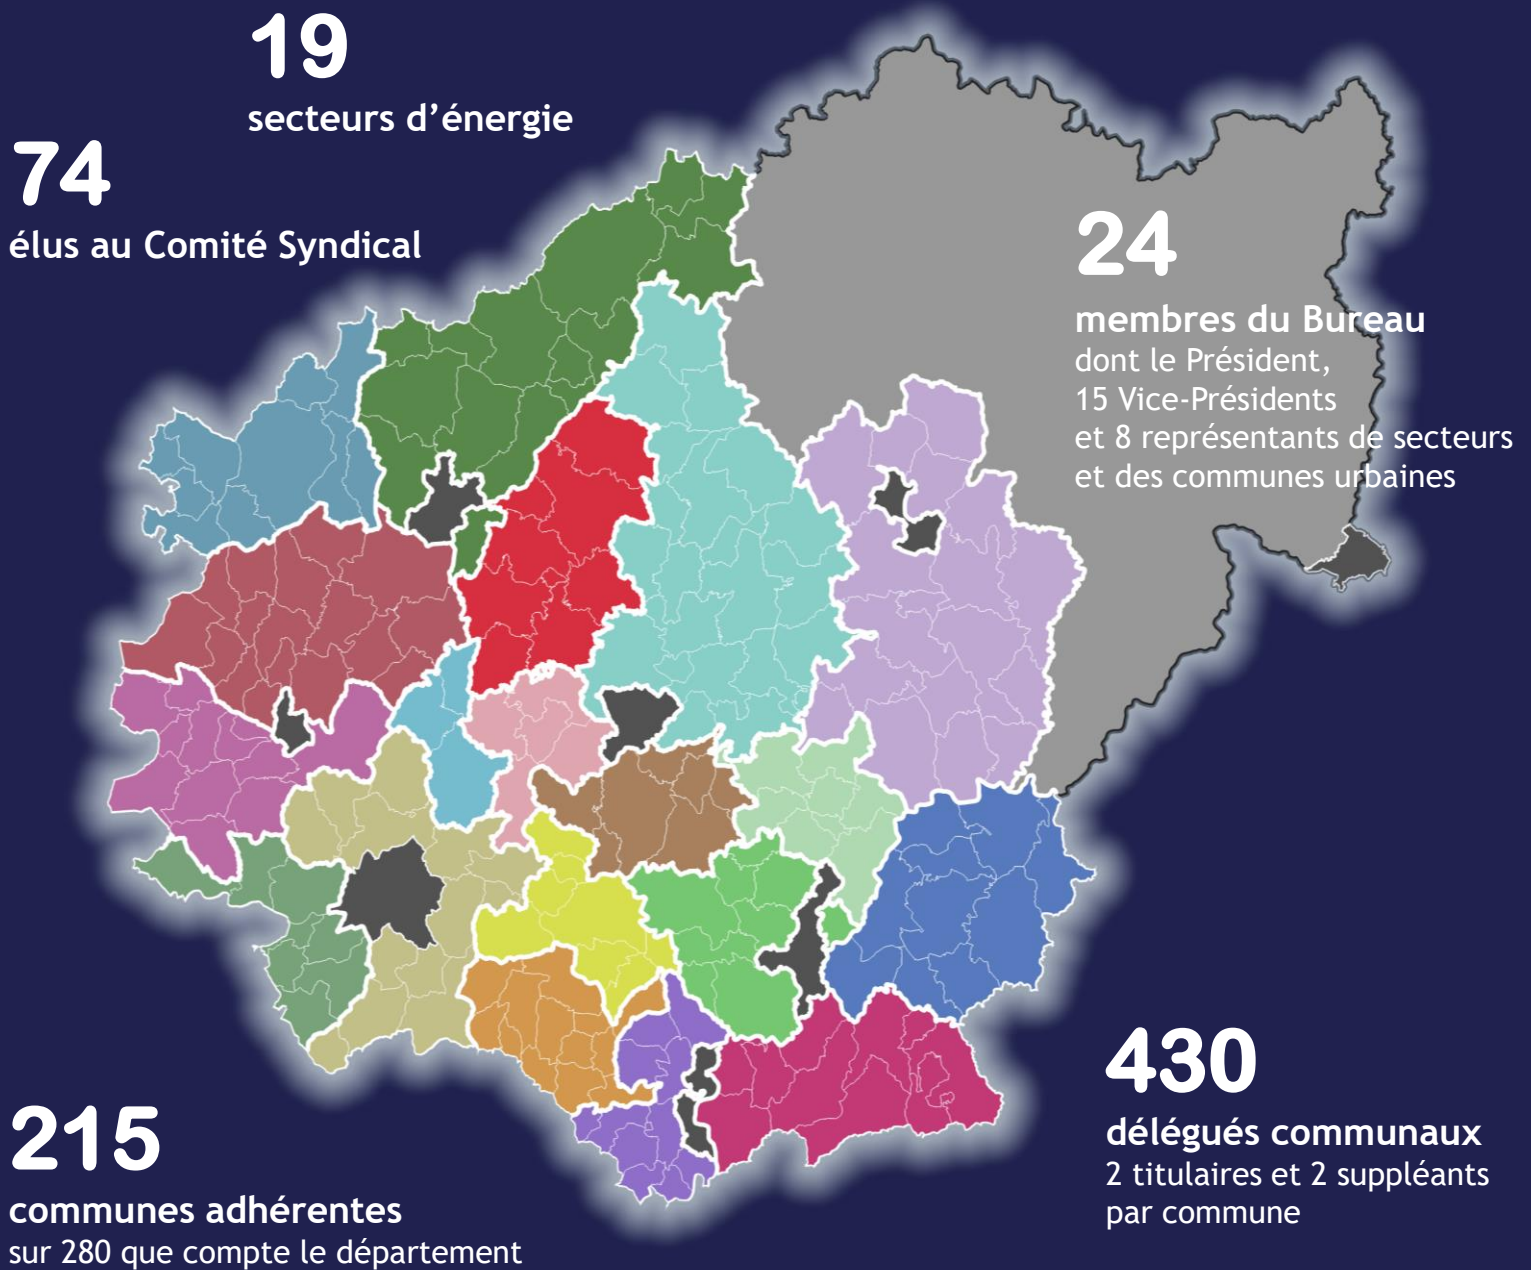 19
secteurs d’énergie
74
élus au Comité Syndical
24
membres du Bureau
dont le Président,
15 Vice-Présidents
et 8 représentants de secteurs
et des communes urbaines
430
délégués communaux
2 titulaires et 2 suppléants
par commune
215
communes adhérentes
sur 280 que compte le département